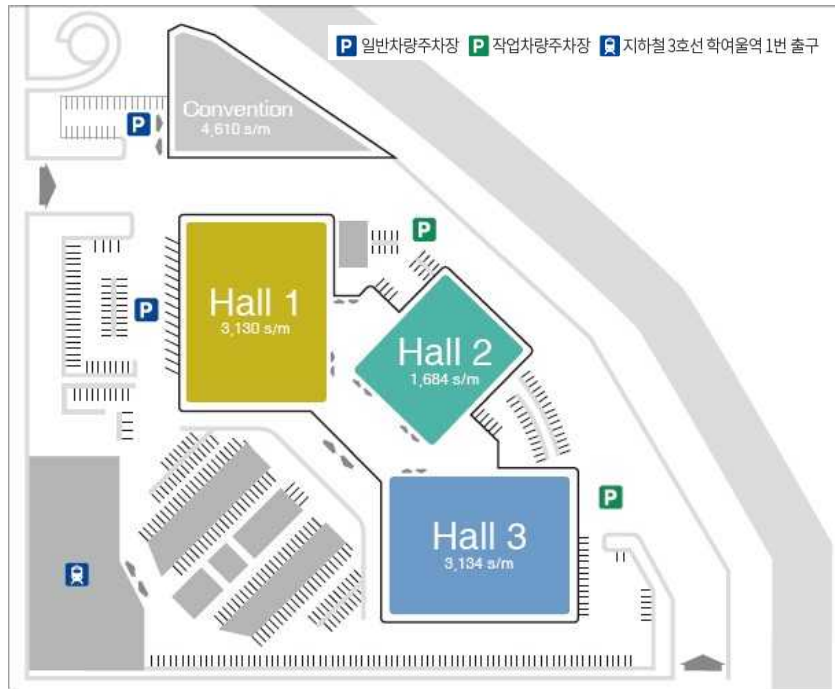 P 일반차량주차장 P 작업차량주차장 지하철 3호선 학여울역 1번 출구
Convention
4,610 s/m
P
P
Hall 1
3,130 s/m
P
Hall 2
1,684 s/m
P
Hall 3
3,134 s/m